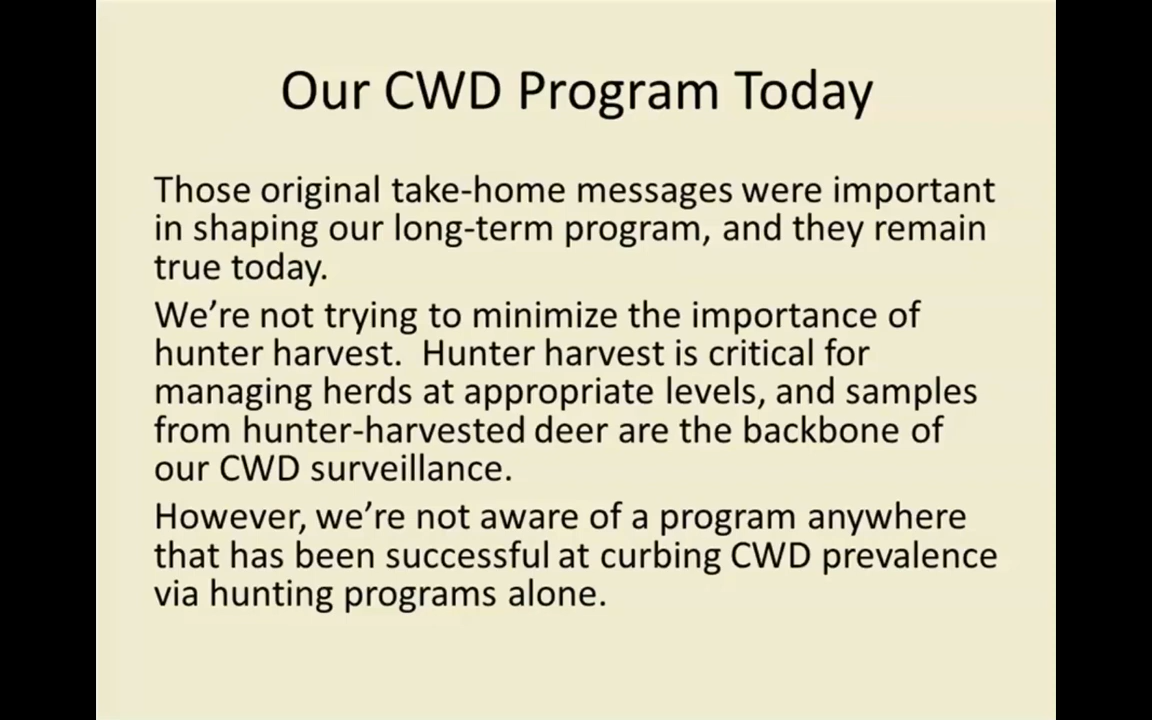 Our CWD Program Today
Those original take-home messages were important
in shaping our long-term program, and they remain
true today.
We’re not trying to minimize the importance of
hunter harvest.  Hunter harvest is critical for
managing herds at appropriate levels, and samples
from hunter-harvested deer are the backbone of
our CWD surveillance.
However, we’re not aware of a program anywhere
that has been successful at curbing CWD prevalence
via hunting programs alone.